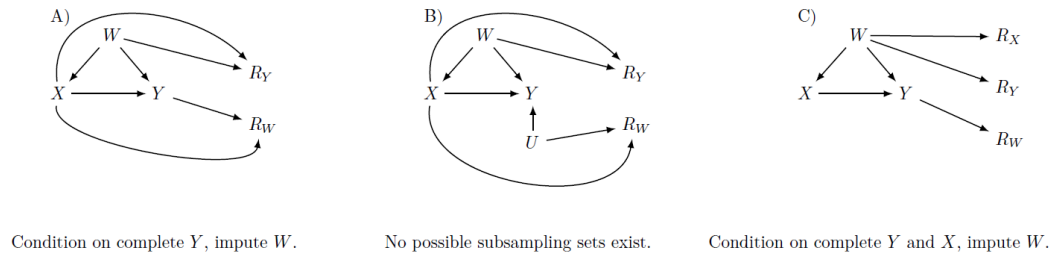 A)
W
R_Y
X
Y
R_W
Condition on complete Y, impute W.
B)
W
R_Y
X
Y
R_W
U
No possible subsampling sets exist.
C)
W
R_X
R_Y
X
Y
R_W
Condition on complete Y and X, impute W.